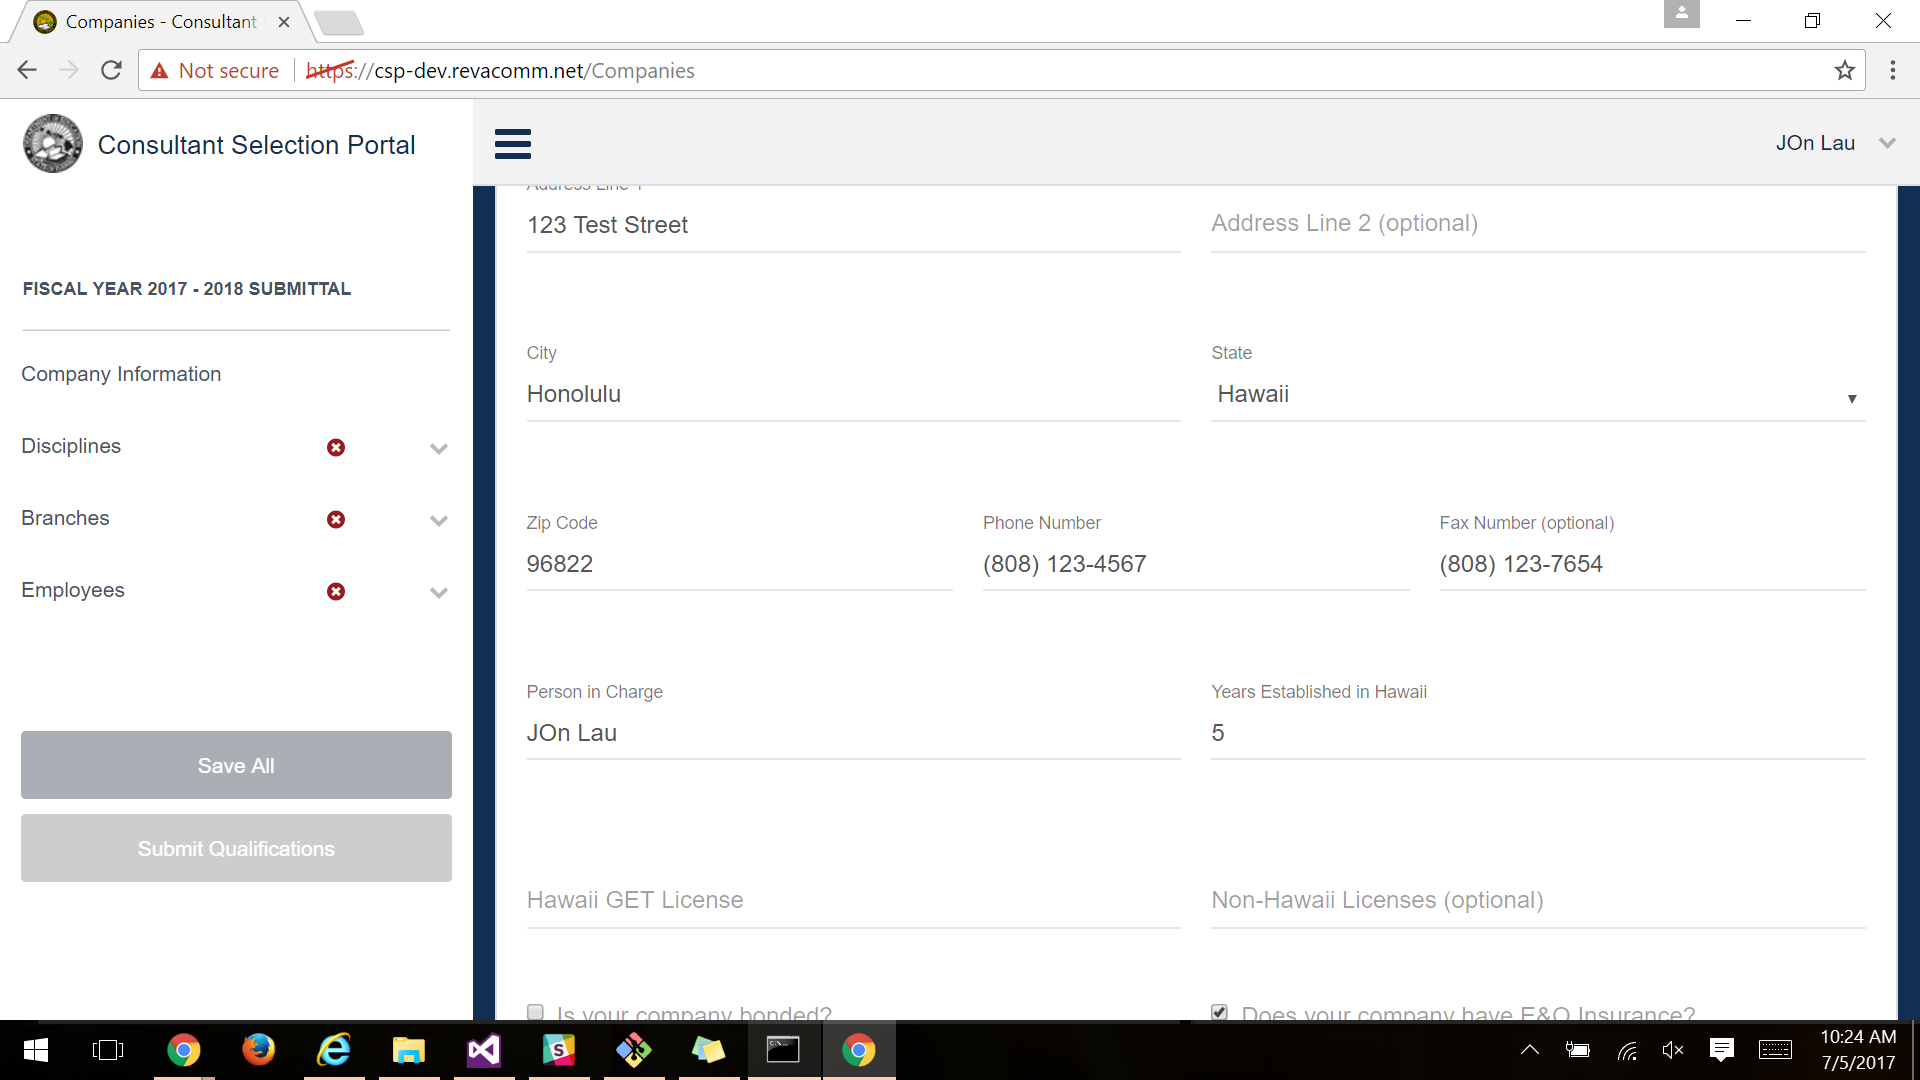 Companies - Consultant
Not secure https://csp-dev.revacomm.net/Companies
Consultant Selection Portal
JOn Lau
FISCAL YEAR 2017 - 2018 SUBMITTAL
Company Information
Disciplines
Branches
Employees
Save All
Submit Qualifications
Address Line 1
123 Test Street
Address Line 2 (optional)
City
Honolulu
State
Hawaii
Zip Code
96822
Phone Number
(808) 123-4567
Fax Number (optional)
(808) 123-7654
Person in Charge
JOn Lau
Years Established in Hawaii
5
Hawaii GET License
Non-Hawaii Licenses (optional)
Is your company bonded?
Does your company have E&O Insurance?
10:24 AM
7/5/2017